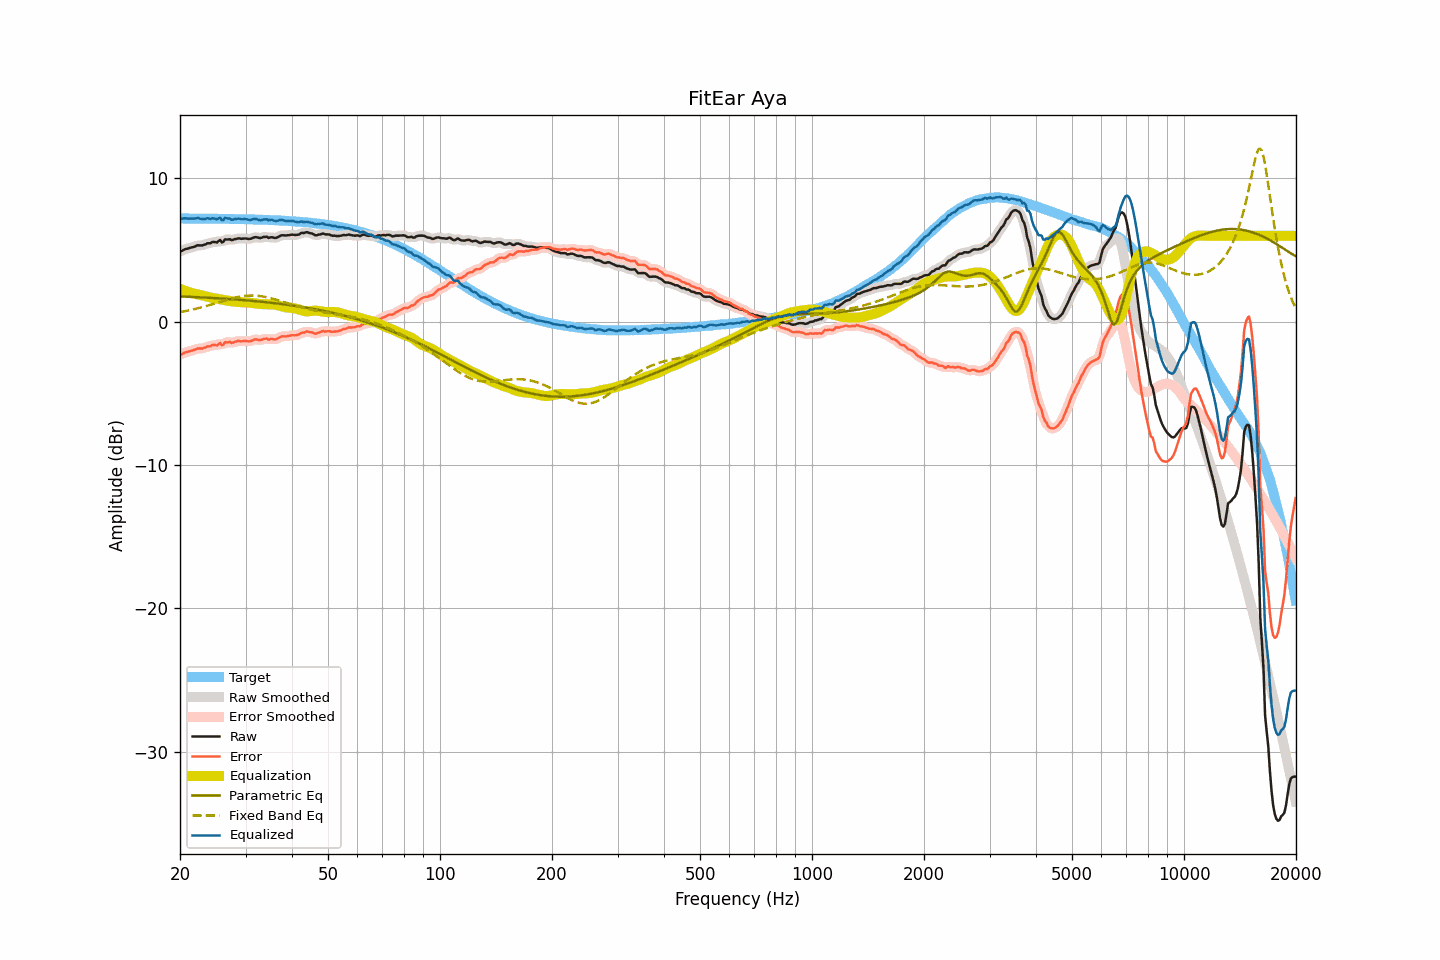 FitEar Aya
Amplitude (dBr)
10
0
−10
−20
−30
Target
Raw Smoothed
Error Smoothed
Raw
Error
Equalization
Parametric Eq
Fixed Band Eq
Equalized
20 50 100 200 500 1000 2000 5000 10000 20000
Frequency (Hz)